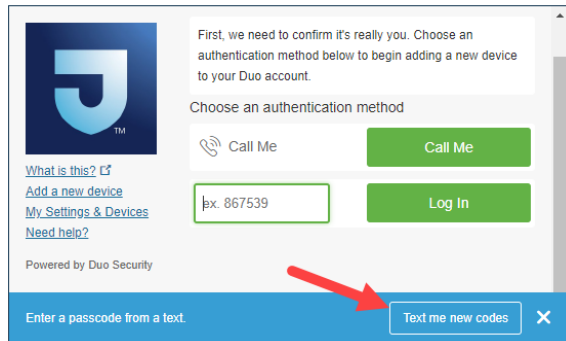 First, we need to confirm it's really you. Choose an
authentication method below to begin adding a new device
to your Duo account.
Choose an authentication method
Call Me
Call Me
ex. 867539
Log In
TM
What is this?
Add a new device
My Settings & Devices
Need help?
Powered by Duo Security
Enter a passcode from a text.
Text me new codes